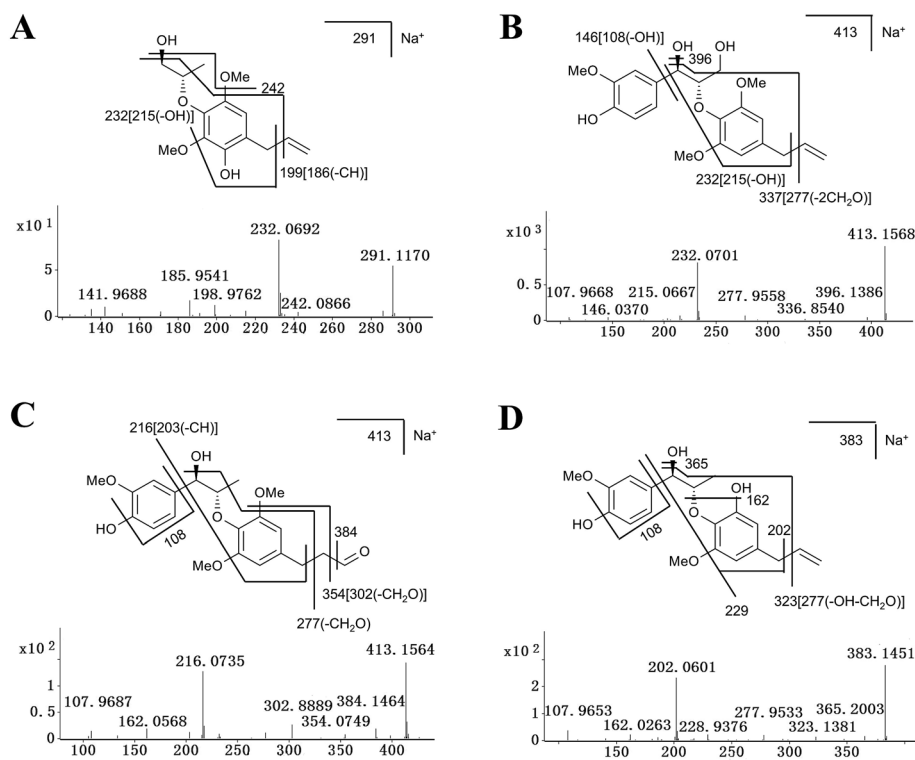 A
291 Na⁺
OH
OMe
242
O
232[215(-OH)]
MeO
OH
199[186(-CH)]
x10 1
232.0692
291.1170
5
185.9541
141.9688
198.9762
242.0866
0
140 160 180 200 220 240 260 280 300
B
413 Na⁺
146[108(-OH)]
OH OH
396
MeO
OMe
HO
O
MeO
232[215(-OH)]
337[277(-2CH₂O)]
x10 3
413.1568
232.0701
0.5
107.9668
215.0667
277.9558
396.1386
146.0370
336.8540
0
150 200 250 300 350 400
C
413 Na⁺
216[203(-CH)]
OH
MeO
OMe
HO
O
108
384
MeO
O
354[302(-CH₂O)]
277(-CH₂O)
x10 2
413.1564
216.0735
1
107.9687
302.8889
384.1464
0.5
162.0568
354.0749
0
100 150 200 250 300 350 400
D
383 Na⁺
OH
365
MeO
OH
162
HO
O
108
202
MeO
229
323[277(-OH-CH₂O)]
x10 2
383.1451
202.0601
2
1
107.9653
277.9533
365.2003
162.0263
228.9376
323.1381
0
150 200 250 300 350 400